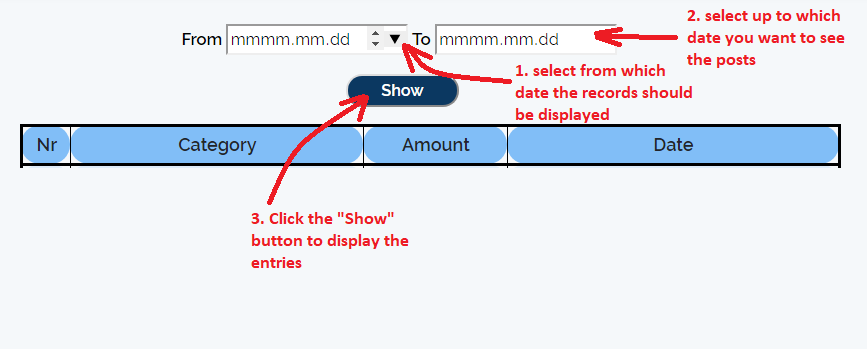 From mmmm.mm.dd To mmmm.mm.dd
2. select up to which
date you want to see
the posts
1. select from which
date the records should
be displayed
Show
Nr Category Amount Date
3. Click the "Show"
button to display the
entries